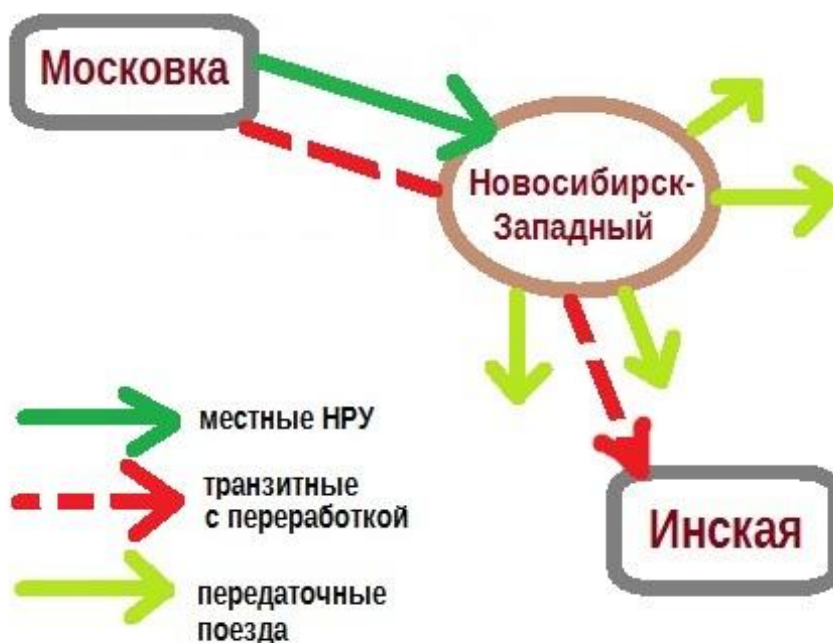 Московка
Новосибирск-
Западный
местные НРУ
транзитные
с переработкой
Инская
передаточные
поезда